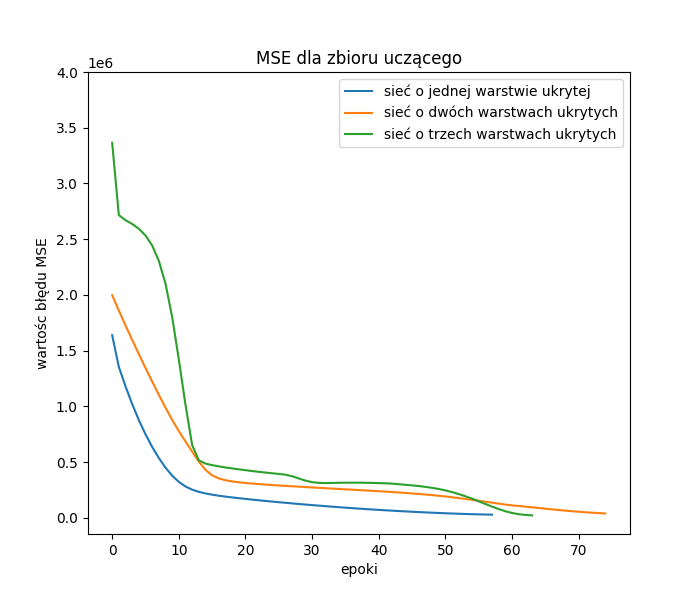 MSE dla zbioru uczącego
1e6
4.0
3.5
3.0
2.5
2.0
1.5
1.0
0.5
0.0
wartośc błędu MSE
sieć o jednej warstwie ukrytej
sieć o dwóch warstwach ukrytych
sieć o trzech warstwach ukrytych
0 10 20 30 40 50 60 70
epoki